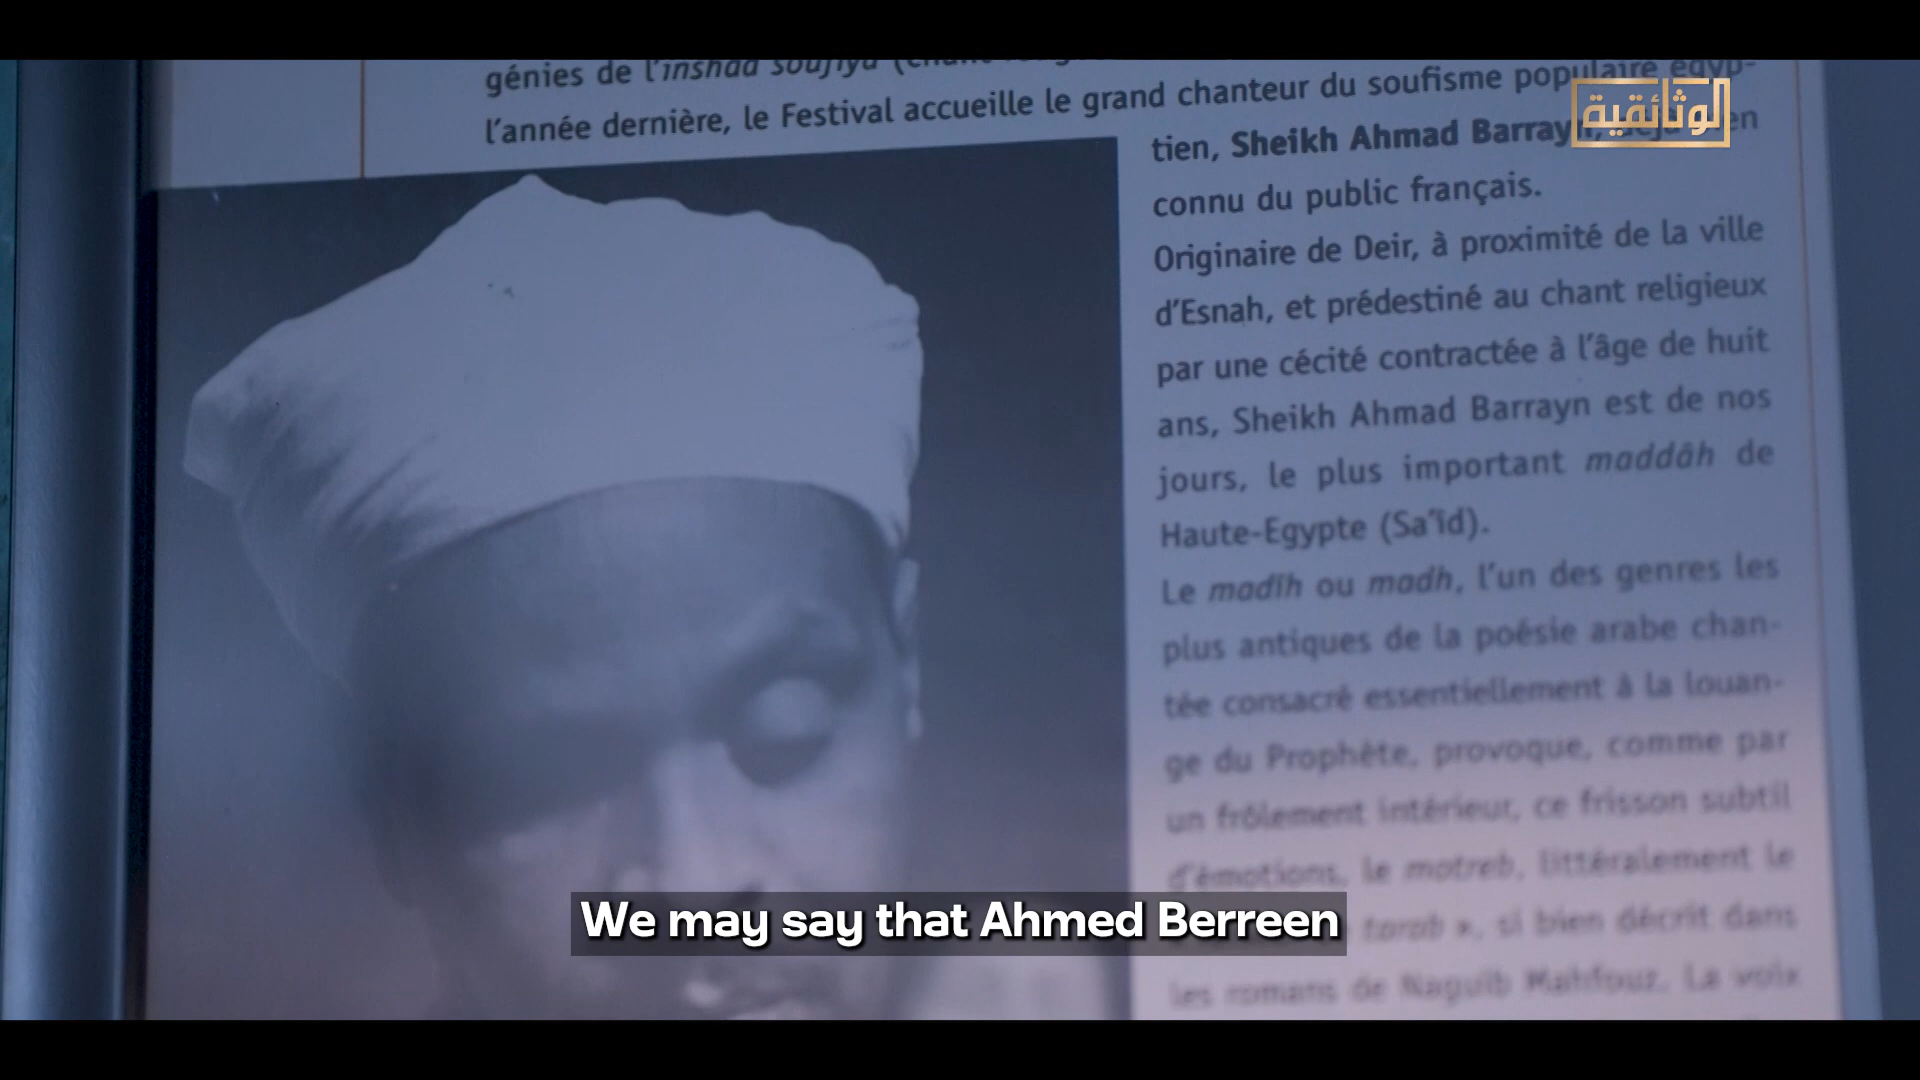 génies de l'inshad soufiya
l'année dernière, le Festival accueille le grand chanteur du soufisme populaire égyp-
الوثائقية
tien, Sheikh Ahmad Barrayn, en
connu du public français.
Originaire de Deir, à proximité de la ville
d'Esnah, et prédestiné au chant religieux
par une cécité contractée à l'âge de huit
ans, Sheikh Ahmad Barrayn est de nos
jours, le plus important maddâh de
Haute-Egypte (Sa'îd).
Le madîh ou madh, l'un des genres les
plus antiques de la poésie arabe chan-
tée consacré essentiellement à la louan-
ge du Prophète, provoque, comme par
un frôlement intérieur, ce frisson subtil
d'émotions, le motreb, littéralement le
tarab », si bien décrit dans
les romans de Naguib Mahfouz. La voix
We may say that Ahmed Berreen